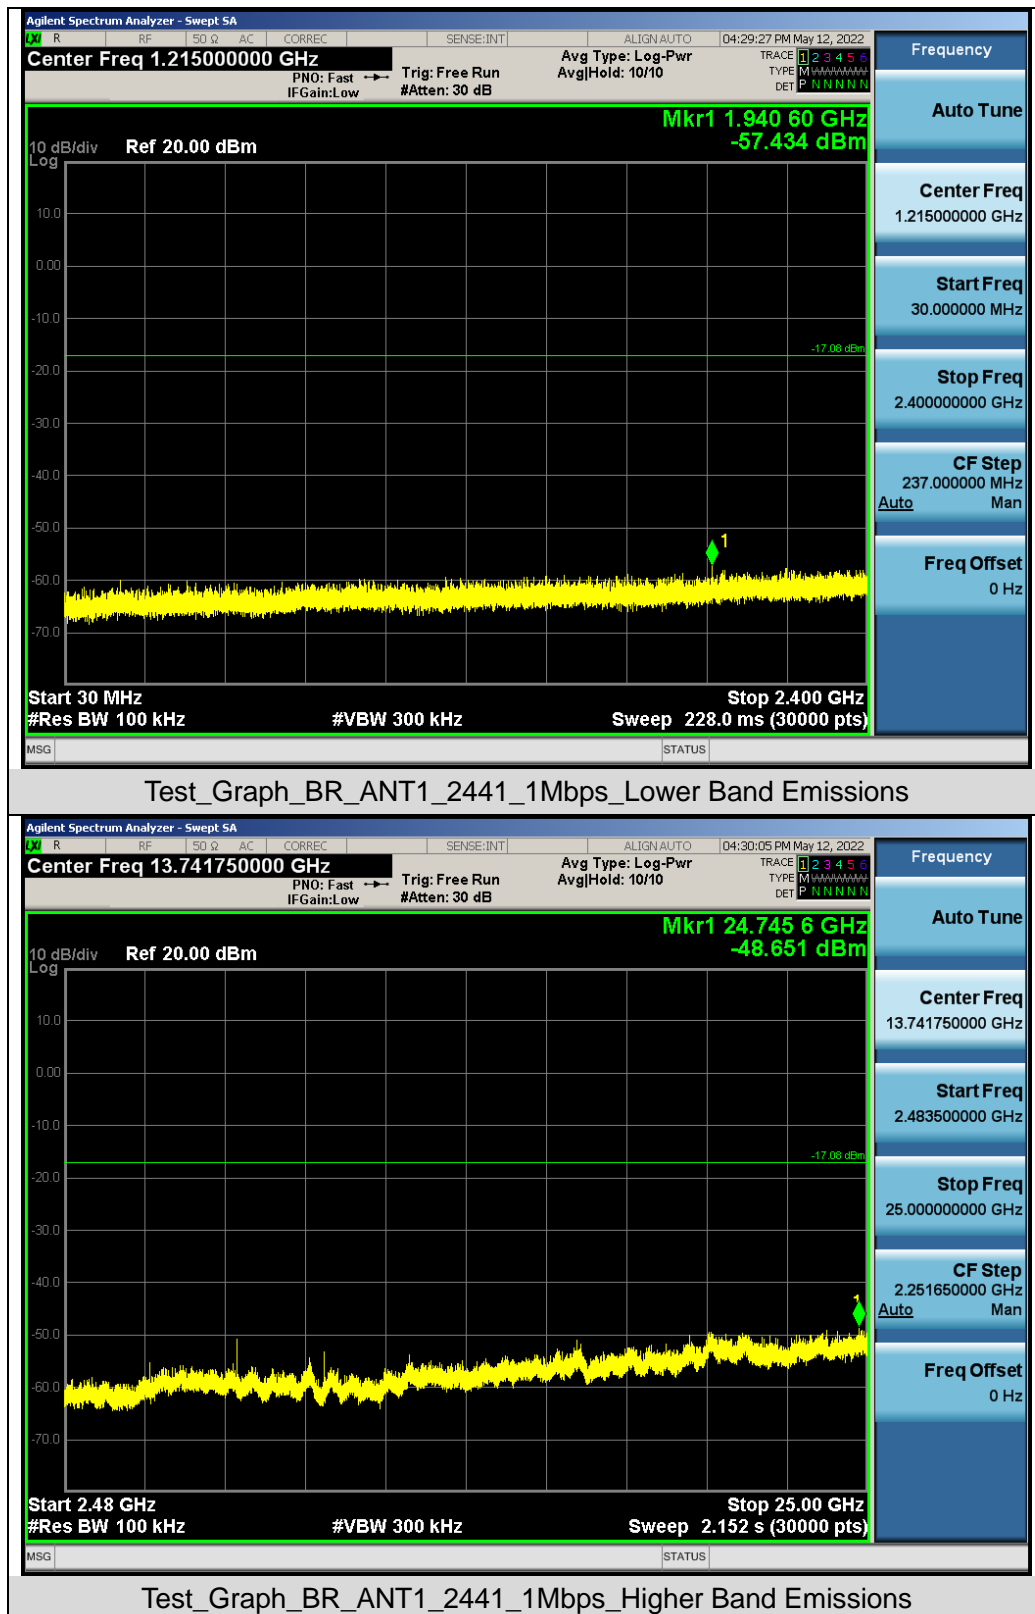 Agilent Spectrum Analyzer - Swept SA
LXI R RF 50 Ω AC CORREC SENSE:INT ALIGN AUTO 04:29:27 PM May 12, 2022
Center Freq 1.215000000 GHz
PNO: Fast Trig: Free Run Avg Type: Log-Pwr TRACE 1 2 3 4 5 6
IFGain:Low #Atten: 30 dB Avg|Hold: 10/10 TYPE M WWWWW
DET P N N N N N
Mkr1 1.940 60 GHz
-57.434 dBm
10 dB/div Ref 20.00 dBm
Log
10.0
0.00
-10.0
-17.08 dBm
-20.0
-30.0
-40.0
-50.0
1
-60.0
-70.0
Start 30 MHz Stop 2.400 GHz
#Res BW 100 kHz #VBW 300 kHz Sweep 228.0 ms (30000 pts)
MSG STATUS
Frequency
Auto Tune
Center Freq
1.215000000 GHz
Start Freq
30.000000 MHz
Stop Freq
2.400000000 GHz
CF Step
237.000000 MHz
Auto Man
Freq Offset
0 Hz
Test_Graph_BR_ANT1_2441_1Mbps_Lower Band Emissions
Agilent Spectrum Analyzer - Swept SA
LXI R RF 50 Ω AC CORREC SENSE:INT ALIGN AUTO 04:30:05 PM May 12, 2022
Center Freq 13.741750000 GHz
PNO: Fast Trig: Free Run Avg Type: Log-Pwr TRACE 1 2 3 4 5 6
IFGain:Low #Atten: 30 dB Avg|Hold: 10/10 TYPE M WWWWW
DET P N N N N N
Mkr1 24.745 6 GHz
-48.651 dBm
10 dB/div Ref 20.00 dBm
Log
10.0
0.00
-10.0
-17.08 dBm
-20.0
-30.0
-40.0
1
-50.0
-60.0
-70.0
Start 2.48 GHz Stop 25.00 GHz
#Res BW 100 kHz #VBW 300 kHz Sweep 2.152 s (30000 pts)
MSG STATUS
Frequency
Auto Tune
Center Freq
13.741750000 GHz
Start Freq
2.483500000 GHz
Stop Freq
25.000000000 GHz
CF Step
2.251650000 GHz
Auto Man
Freq Offset
0 Hz
Test_Graph_BR_ANT1_2441_1Mbps_Higher Band Emissions